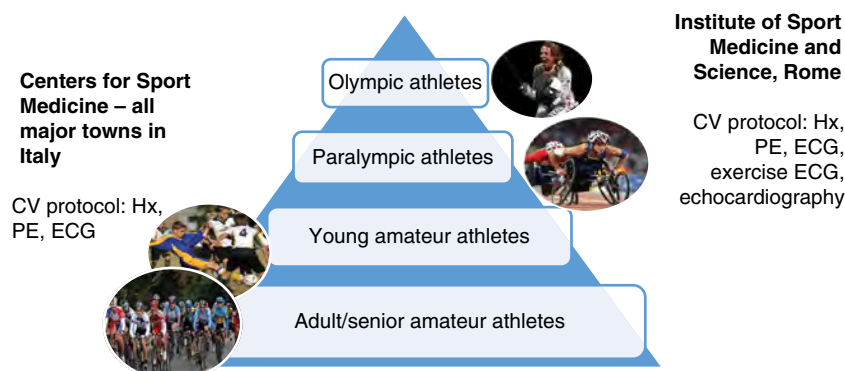 Centers for Sport
Medicine – all
major towns in
Italy
CV protocol: Hx,
PE, ECG
Olympic athletes
Paralympic athletes
Young amateur athletes
Adult/senior amateur athletes
Institute of Sport
Medicine and
Science, Rome
CV protocol: Hx,
PE, ECG,
exercise ECG,
echocardiography